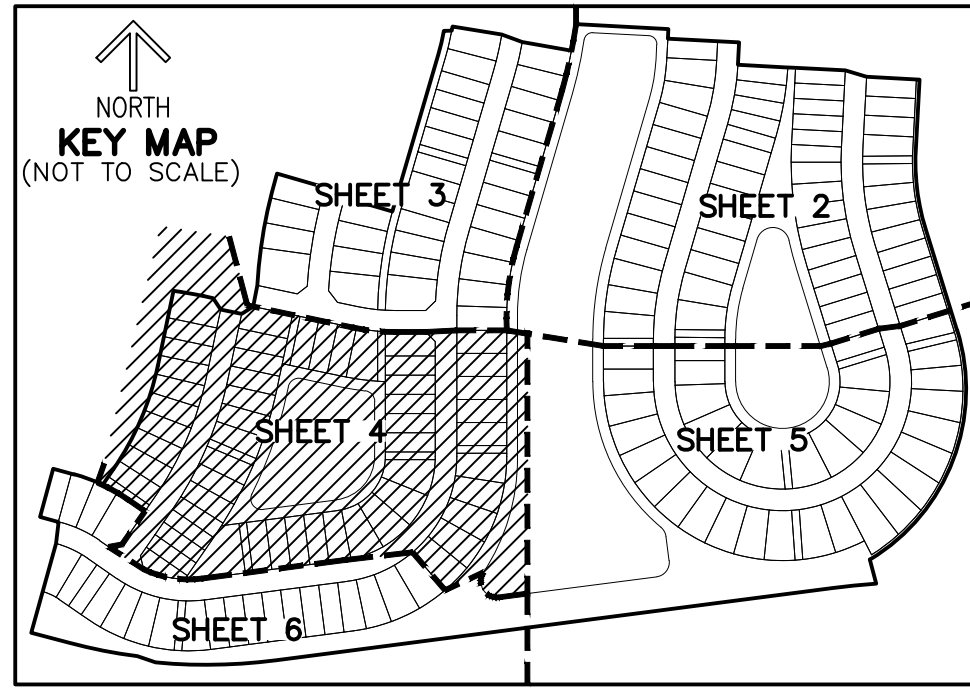 NORTH
KEY MAP
(NOT TO SCALE)
SHEET 3
SHEET 2
SHEET 4
SHEET 5
SHEET 6